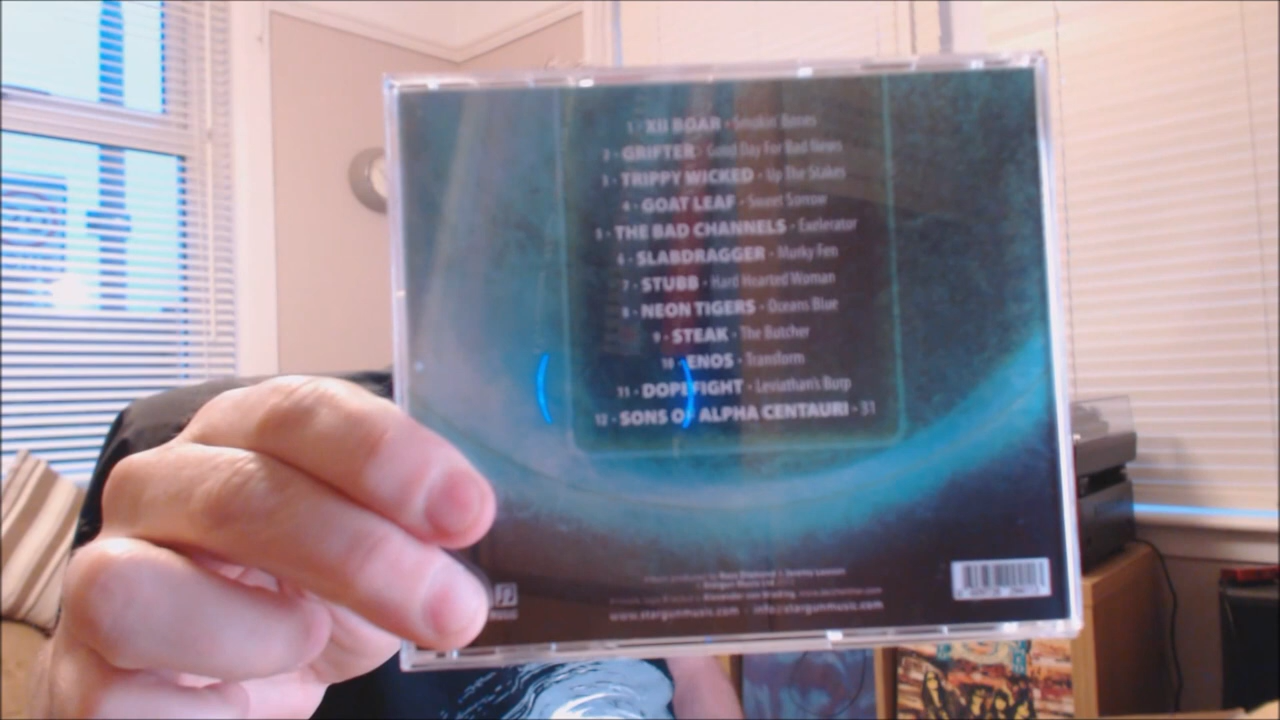 1 · XII BOAR · Smokin' Bones
2 · GRIFTER · Good Day For Bad News
3 · TRIPPY WICKED · Up The Stakes
4 · GOAT LEAF · Sweet Sorrow
5 · THE BAD CHANNELS · Exelerator
6 · SLABDRAGGER · Murky Fen
7 · STUBB · Hard Hearted Woman
8 · NEON TIGERS · Oceans Blue
9 · STEAK · The Butcher
10 · ENOS · Transform
11 · DOPEFIGHT · Leviathan's Burp
12 · SONS OF ALPHA CENTAURI · 31
www.stargunmusic.com · info@stargunmusic.com